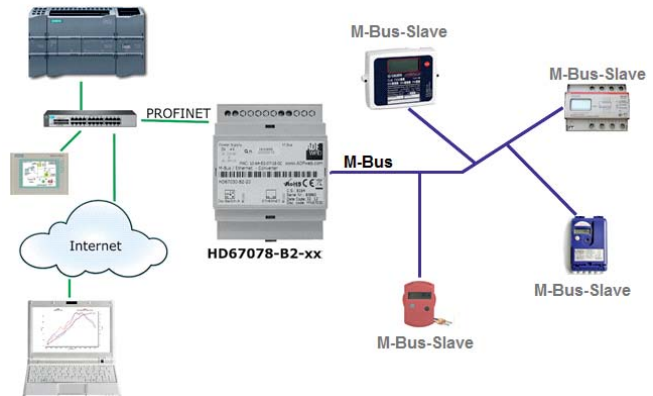 M-Bus-Slave
M-Bus-Slave
PROFINET
M-Bus
Internet
HD67078-B2-xx
M-Bus-Slave
M-Bus-Slave